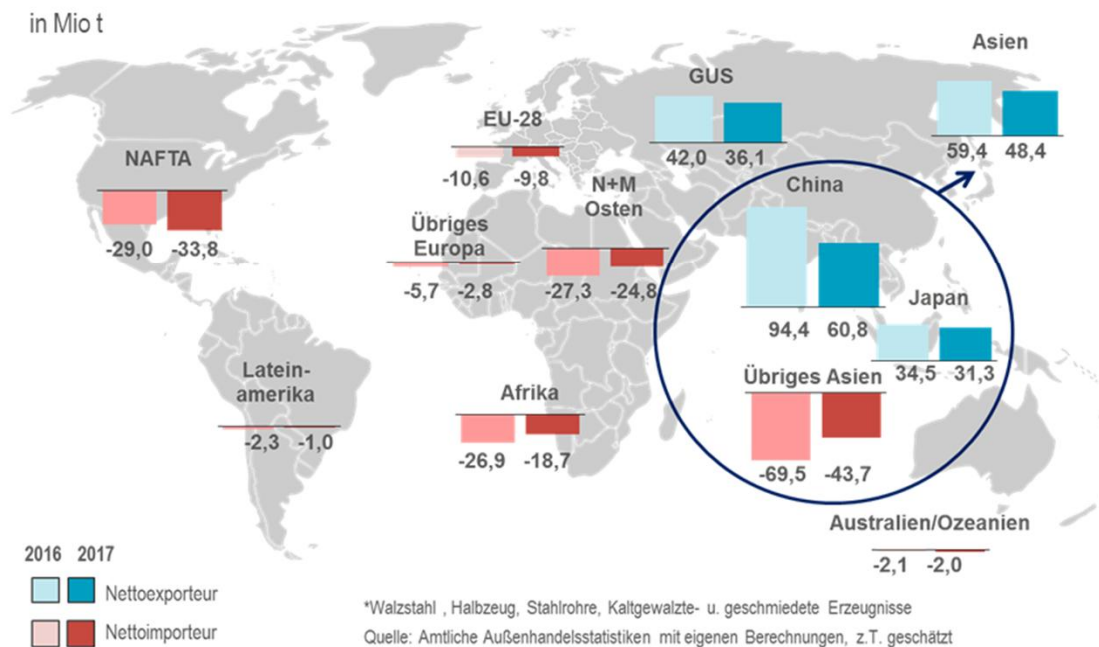 in Mio t
Asien
59,4 48,4
GUS
42,0 36,1
EU-28
-10,6 -9,8
NAFTA
-29,0 -33,8
N+M
Osten
-27,3 -24,8
Übriges
Europa
-5,7 -2,8
China
94,4 60,8
Japan
34,5 31,3
Übriges Asien
-69,5 -43,7
Latein-
amerika
-2,3 -1,0
Afrika
-26,9 -18,7
Australien/Ozeanien
-2,1 -2,0
2016 2017
Nettoexporteur
Nettoimporteur
*Walzstahl , Halbzeug, Stahlrohre, Kaltgewalzte- u. geschmiedete Erzeugnisse
Quelle: Amtliche Außenhandelsstatistiken mit eigenen Berechnungen, z.T. geschätzt